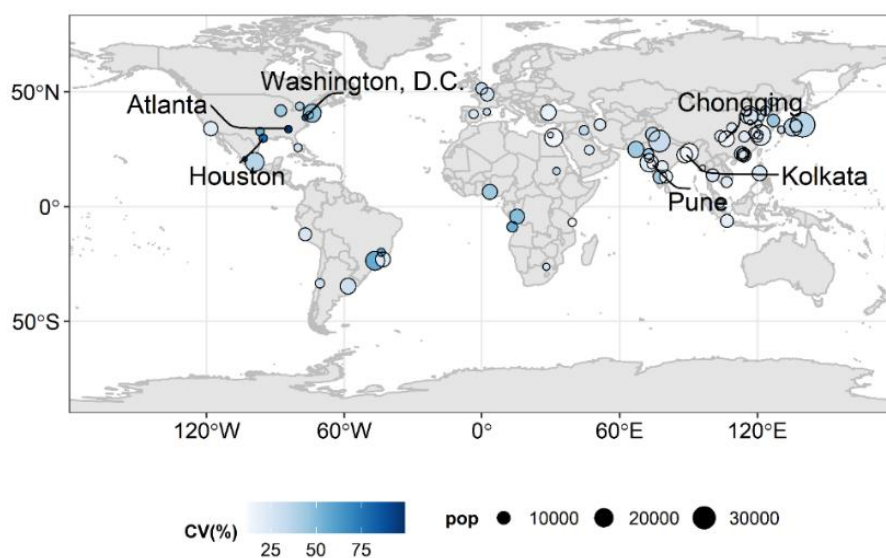 Washington, D.C.
50°N
Atlanta
Chongqing
Houston
Kolkata
Pune
0°
50°S
120°W 60°W 0° 60°E 120°E
CV(%) 25 50 75
pop 10000 20000 30000